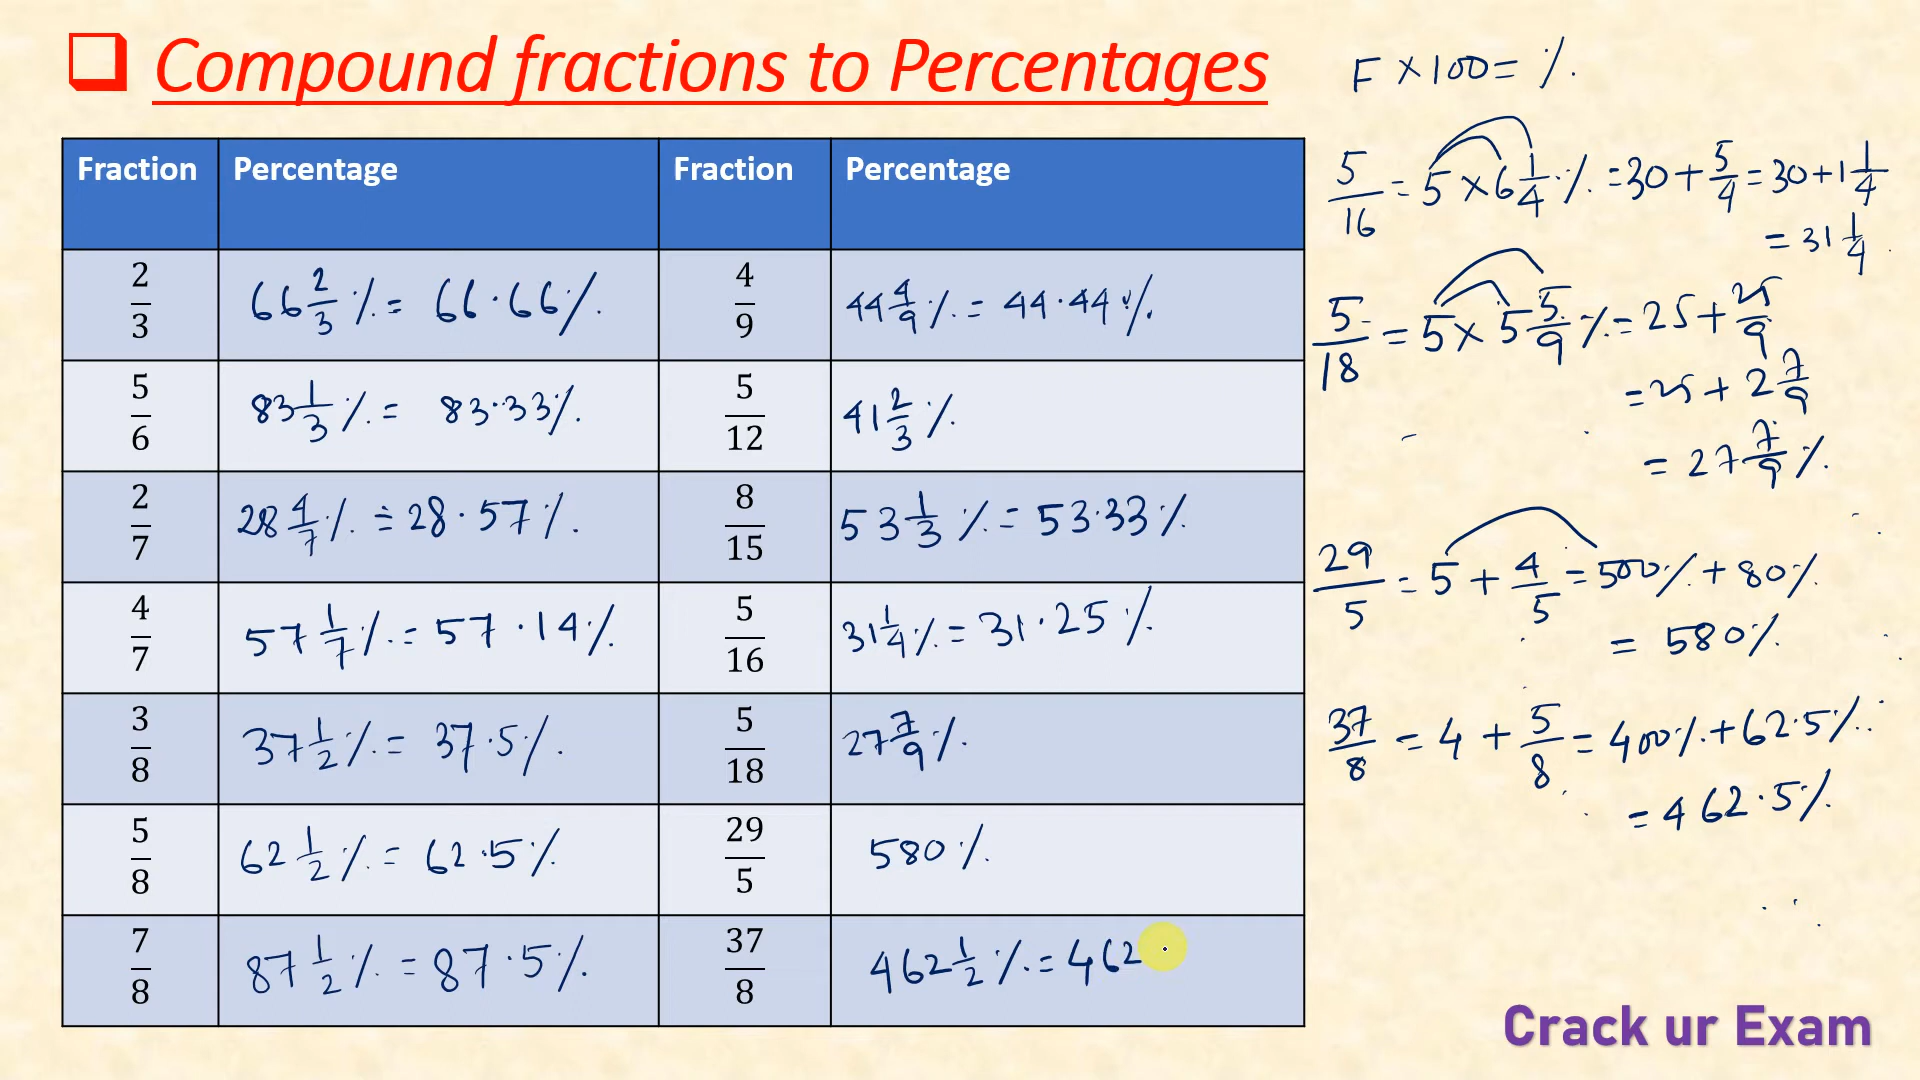 Compound fractions to Percentages
Fraction Percentage Fraction Percentage
2/3 66 2/3 % = 66.66% 4/9 44 4/9 % = 44.44%
5/6 83 1/3 % = 83.33% 5/12 41 2/3 %
2/7 28 4/7 % = 28.57% 8/15 53 1/3 % = 53.33%
4/7 57 1/7 % = 57.14% 5/16 31 1/4 % = 31.25%
3/8 37 1/2 % = 37.5% 5/18 27 7/9 %
5/8 62 1/2 % = 62.5% 29/5 580%
7/8 87 1/2 % = 87.5% 37/8 462 1/2 % = 462
F × 100 = %
5/16 = 5 × 6 1/4 % = 30 + 5/4 = 30 + 1 1/4
= 31 1/4
5/18 = 5 × 5 5/9 % = 25 + 25/9
= 25 + 2 7/9
= 27 7/9 %
29/5 = 5 + 4/5 = 500% + 80%
= 580%
37/8 = 4 + 5/8 = 400% + 62.5%
= 462.5%
Crack ur Exam